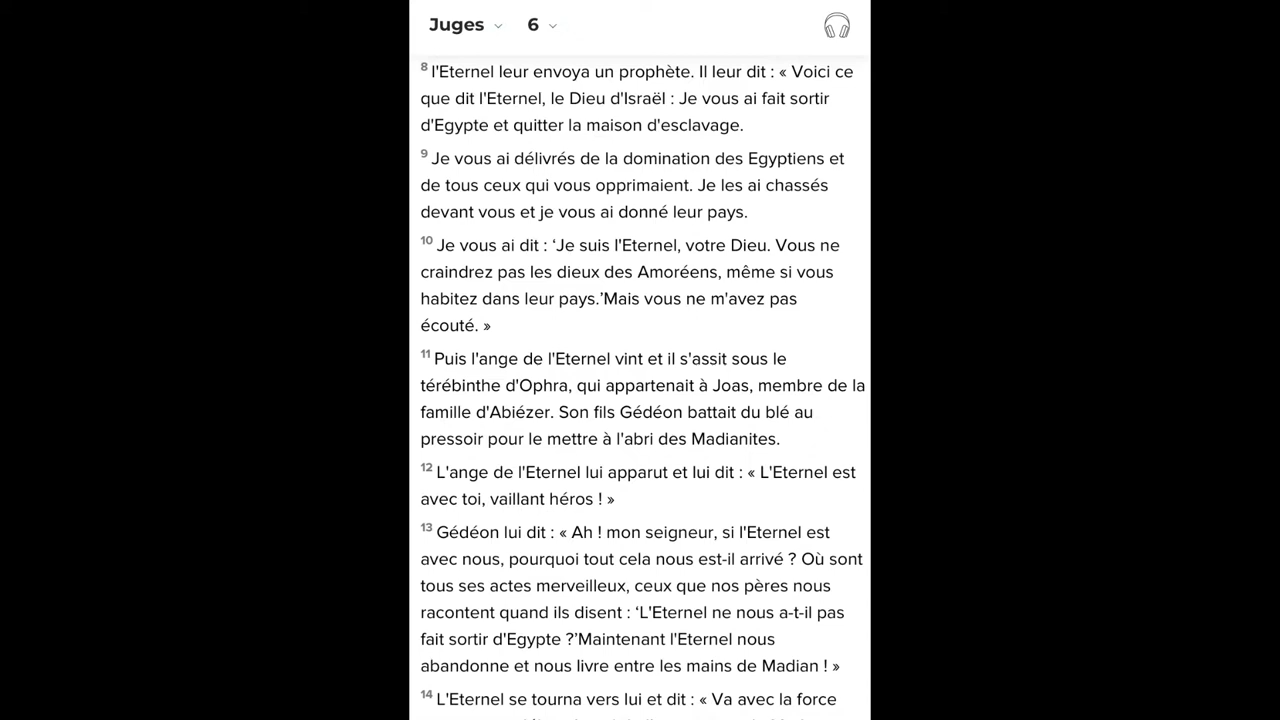 Juges 6
8 l'Eternel leur envoya un prophète. Il leur dit : « Voici ce
que dit l'Eternel, le Dieu d'Israël : Je vous ai fait sortir
d'Egypte et quitter la maison d'esclavage.
9 Je vous ai délivrés de la domination des Egyptiens et
de tous ceux qui vous opprimaient. Je les ai chassés
devant vous et je vous ai donné leur pays.
10 Je vous ai dit : ‘Je suis l'Eternel, votre Dieu. Vous ne
craindrez pas les dieux des Amoréens, même si vous
habitez dans leur pays.’Mais vous ne m'avez pas
écouté. »
11 Puis l'ange de l'Eternel vint et il s'assit sous le
térébinthe d'Ophra, qui appartenait à Joas, membre de la
famille d'Abiézer. Son fils Gédéon battait du blé au
pressoir pour le mettre à l'abri des Madianites.
12 L'ange de l'Eternel lui apparut et lui dit : « L'Eternel est
avec toi, vaillant héros ! »
13 Gédéon lui dit : « Ah ! mon seigneur, si l'Eternel est
avec nous, pourquoi tout cela nous est-il arrivé ? Où sont
tous ses actes merveilleux, ceux que nos pères nous
racontent quand ils disent : ‘L'Eternel ne nous a-t-il pas
fait sortir d'Egypte ?’Maintenant l'Eternel nous
abandonne et nous livre entre les mains de Madian ! »
14 L'Eternel se tourna vers lui et dit : « Va avec la force